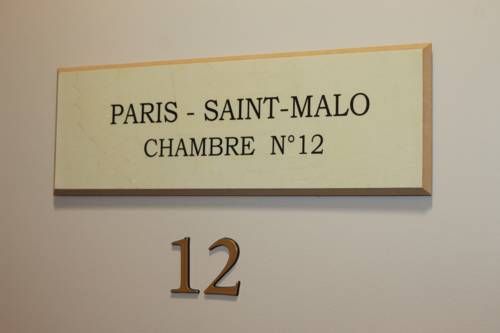 PARIS - SAINT-MALO
CHAMBRE N°12
12